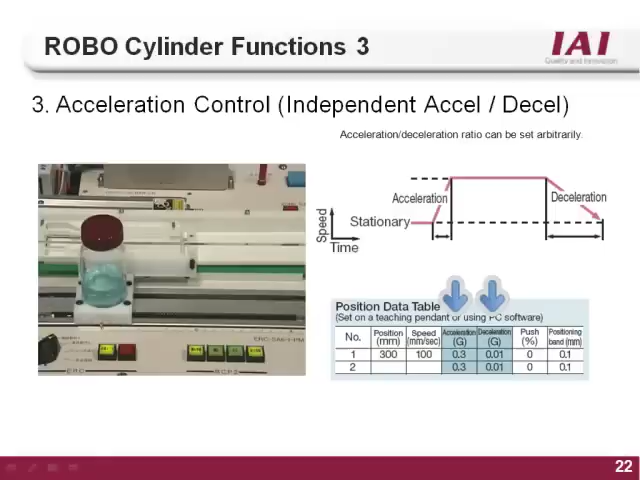 ROBO Cylinder Functions 3
IAI
Quality and Innovation
3. Acceleration Control (Independent Accel / Decel)
Acceleration/deceleration ratio can be set arbitrarily.
Speed
Acceleration
Deceleration
Stationary
Time
Position Data Table
(Set on a teaching pendant or using PC software)
No. Position (mm) Speed (mm/sec) Acceleration (G) Deceleration (G) Push (%) Positioning band (mm)
1 300 100 0.3 0.01 0 0.1
2 0.3 0.01 0 0.1
22